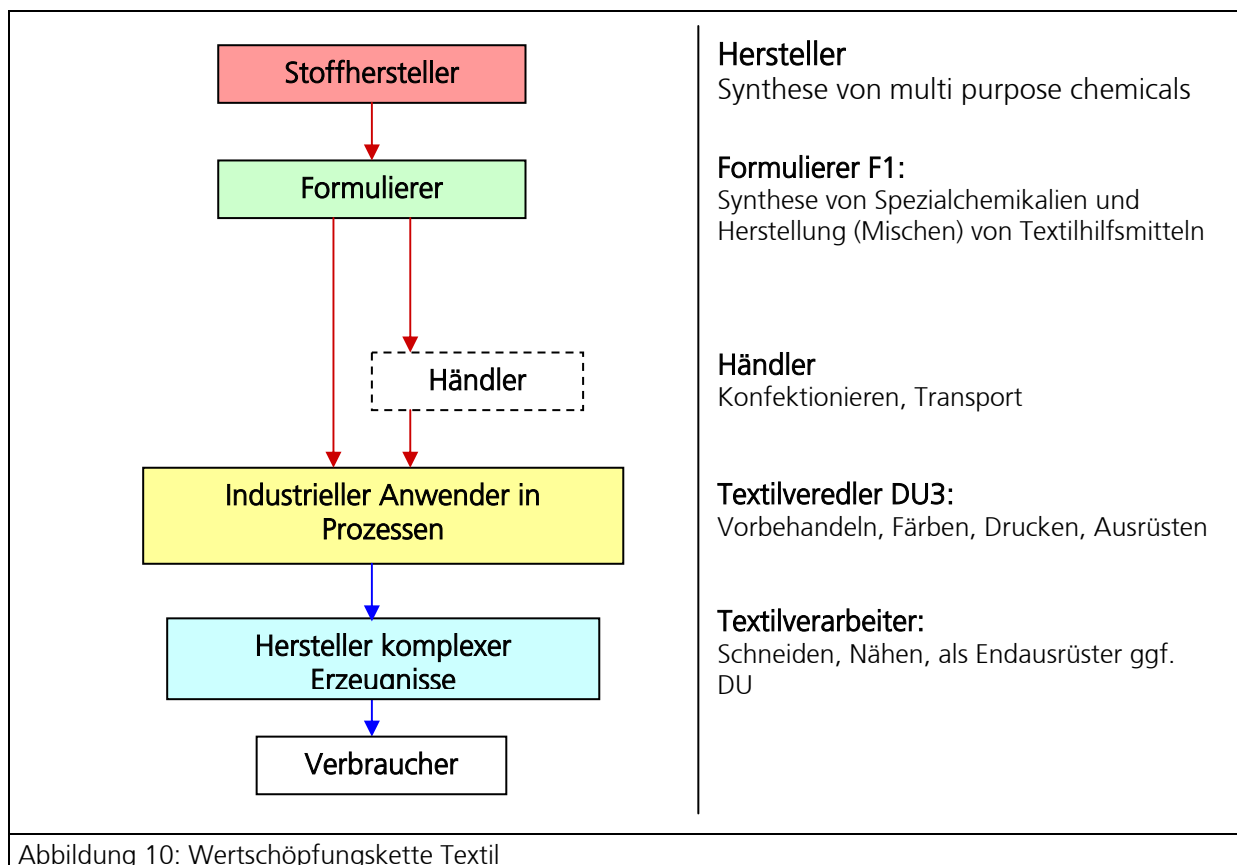 Stoffhersteller
Formulierer
Händler
Industrieller Anwender in
Prozessen
Hersteller komplexer
Erzeugnisse
Verbraucher
Hersteller
Synthese von multi purpose chemicals
Formulierer F1:
Synthese von Spezialchemikalien und
Herstellung (Mischen) von Textilhilfsmitteln
Händler
Konfektionieren, Transport
Textilveredler DU3:
Vorbehandeln, Färben, Drucken, Ausrüsten
Textilverarbeiter:
Schneiden, Nähen, als Endausrüster ggf.
DU
Abbildung 10: Wertschöpfungskette Textil